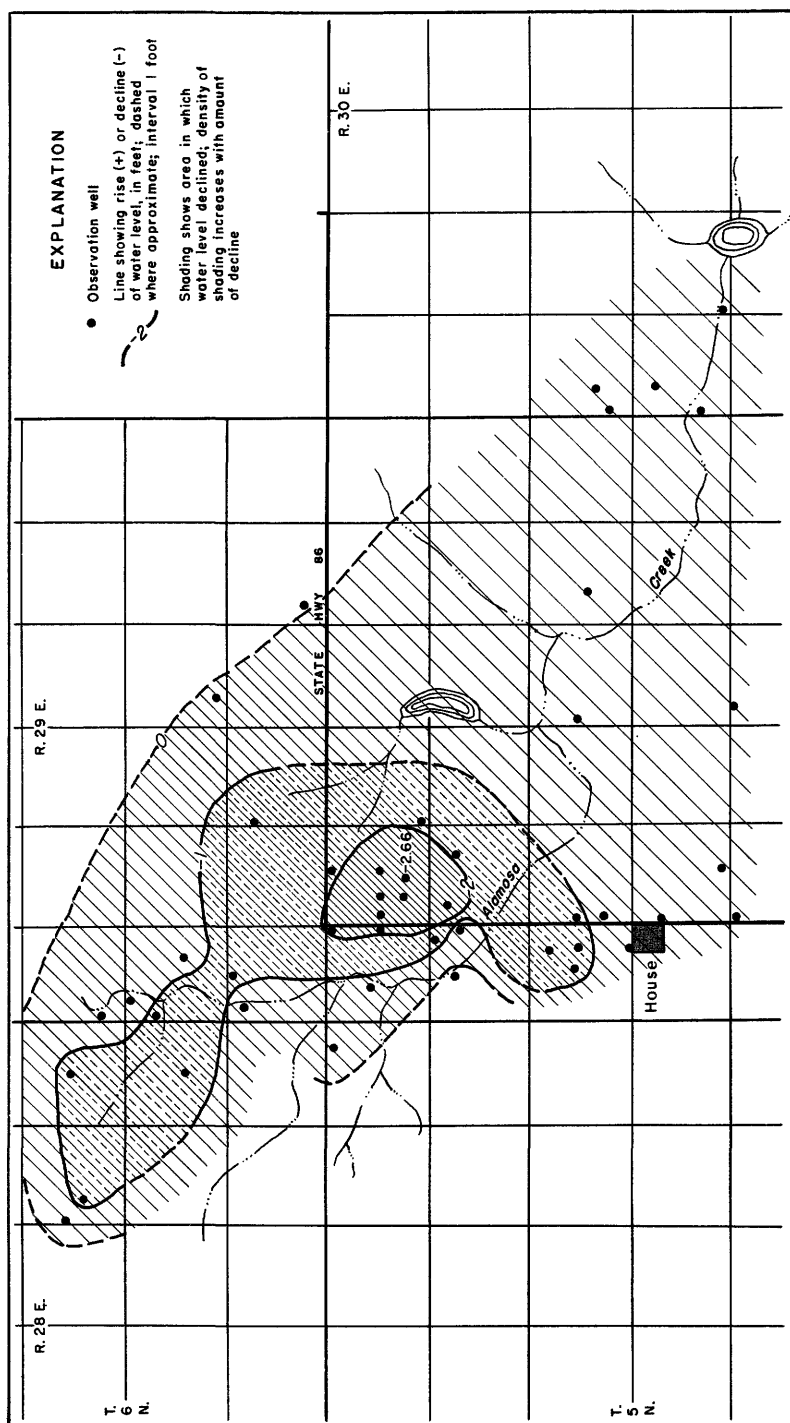 EXPLANATION
Observation well
Line showing rise (+) or decline (–)
of water level, in feet; dashed
where approximate; interval 1 foot
-2
Shading shows area in which
water level declined; density of
shading increases with amount
of decline
R. 28 E.
R. 29 E.
R. 30 E.
T.
6
N.
T.
5
N.
0
-1
STATE HWY 86
2.66
-2
Alamosa
Creek
House